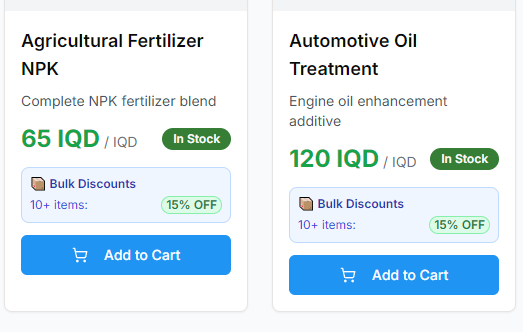 Agricultural Fertilizer
NPK
Complete NPK fertilizer blend
65 IQD / IQD
In Stock
Bulk Discounts
10+ items:
15% OFF
Add to Cart
Automotive Oil
Treatment
Engine oil enhancement
additive
120 IQD / IQD
In Stock
Bulk Discounts
10+ items:
15% OFF
Add to Cart